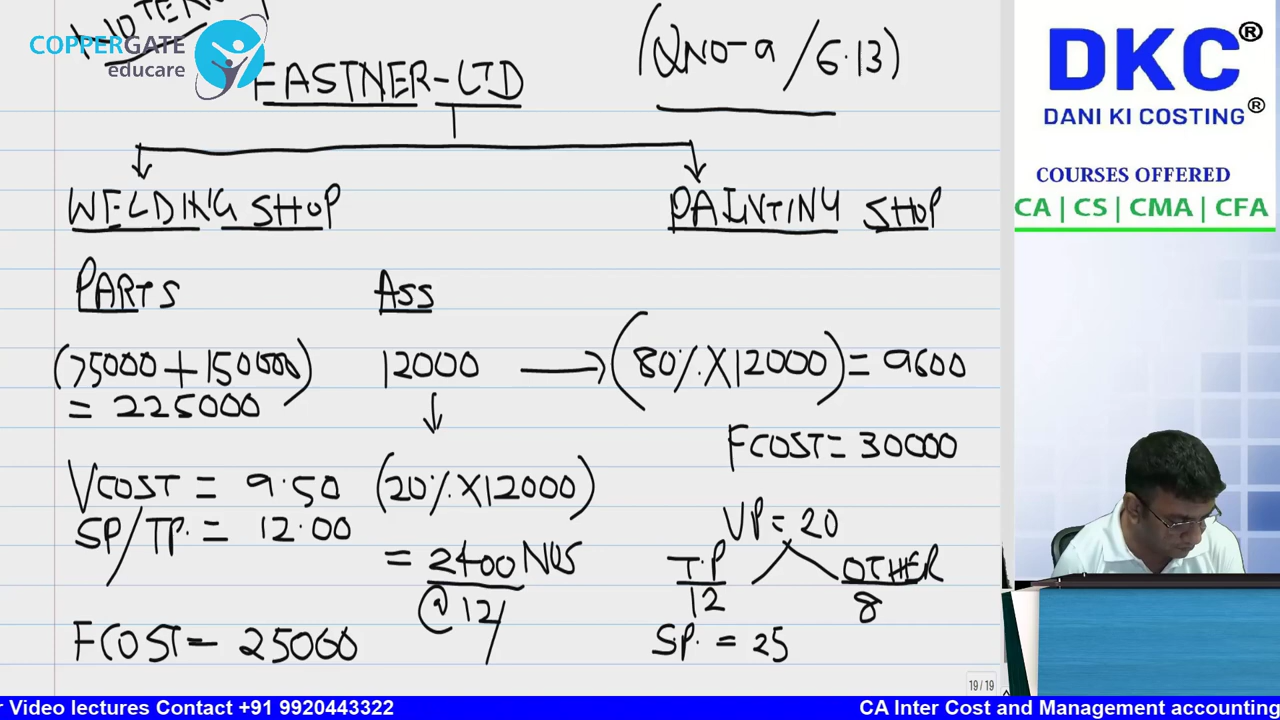 COPPERGATE
educare
FASTNER-LTD
(QNO-9/6.13)
WELDING SHOP
PAINTING SHOP
PARTS
ASS
(75000+150000)
= 225000
12000
(80% X 12000) = 9600
FCOST = 30000
VCOST = 9.50
(20% X 12000)
SP/TP. = 12.00
= 2400 NOS
@ 12/
VP = 20
T.P
12
OTHER
8
FCOST = 25000
SP. = 25
19/19
DKC®
DANI KI COSTING®
COURSES OFFERED
CA | CS | CMA | CFA
r Video lectures Contact +91 9920443322
CA Inter Cost and Management accounting